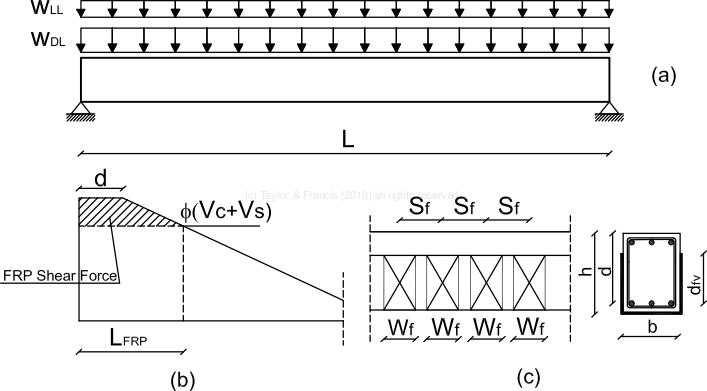 wLL
wDL
(a)
L
d
(c) Taylor & Francis (2018) all rights reserved
ϕ(Vc+Vs)
Sf Sf Sf
FRP Shear Force
h
d
dfv
LFRP
Wf Wf Wf Wf
b
(b)
(c)